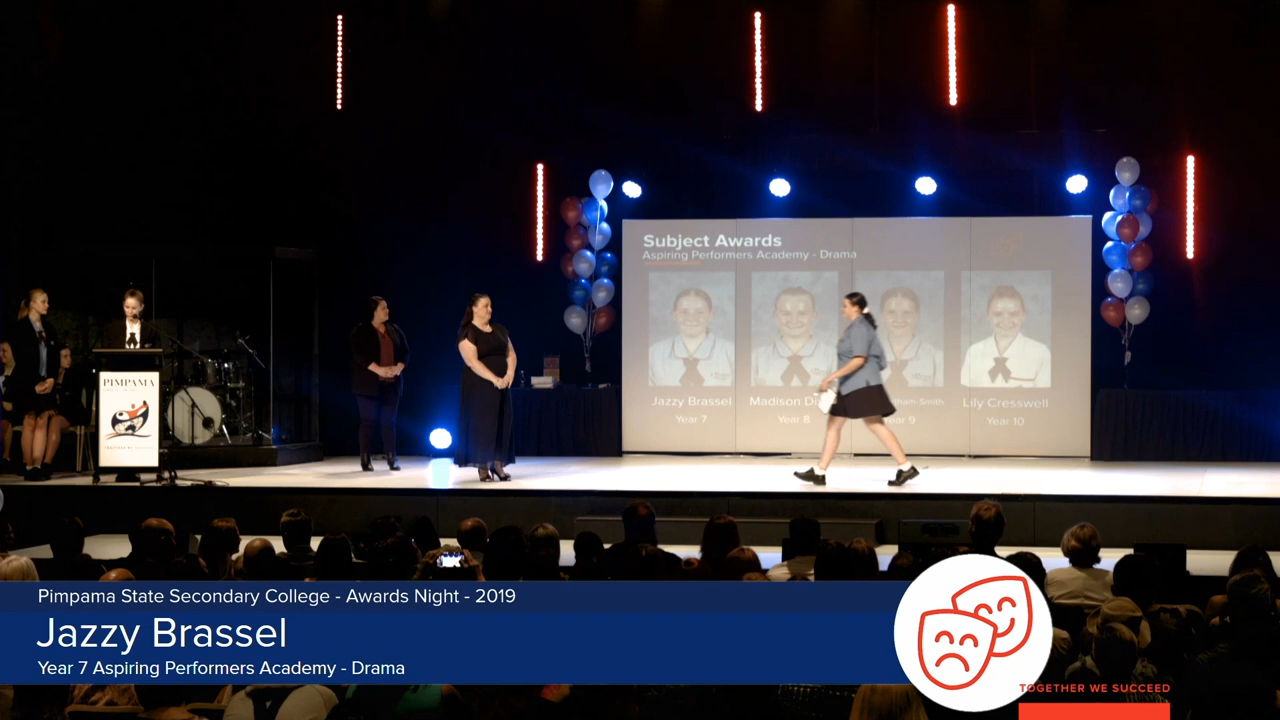 Subject Awards
Aspiring Performers Academy - Drama
Jazzy Brassel
Madison
Lily Cresswell
Year 7
Year 8
Year 9
Year 10
PIMPAMA
Pimpama State Secondary College - Awards Night - 2019
Jazzy Brassel
Year 7 Aspiring Performers Academy - Drama
TOGETHER WE SUCCEED